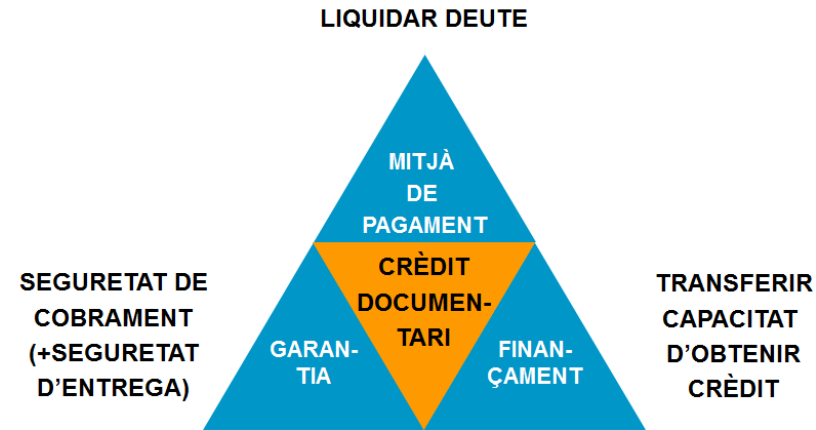 LIQUIDAR DEUTE
MITJÀ
DE
PAGAMENT
CRÈDIT
DOCUMEN-
TARI
SEGURETAT DE
COBRAMENT
(+SEGURETAT
D'ENTREGA)
GARAN-
TIA
FINAN-
ÇAMENT
TRANSFERIR
CAPACITAT
D'OBTENIR
CRÈDIT